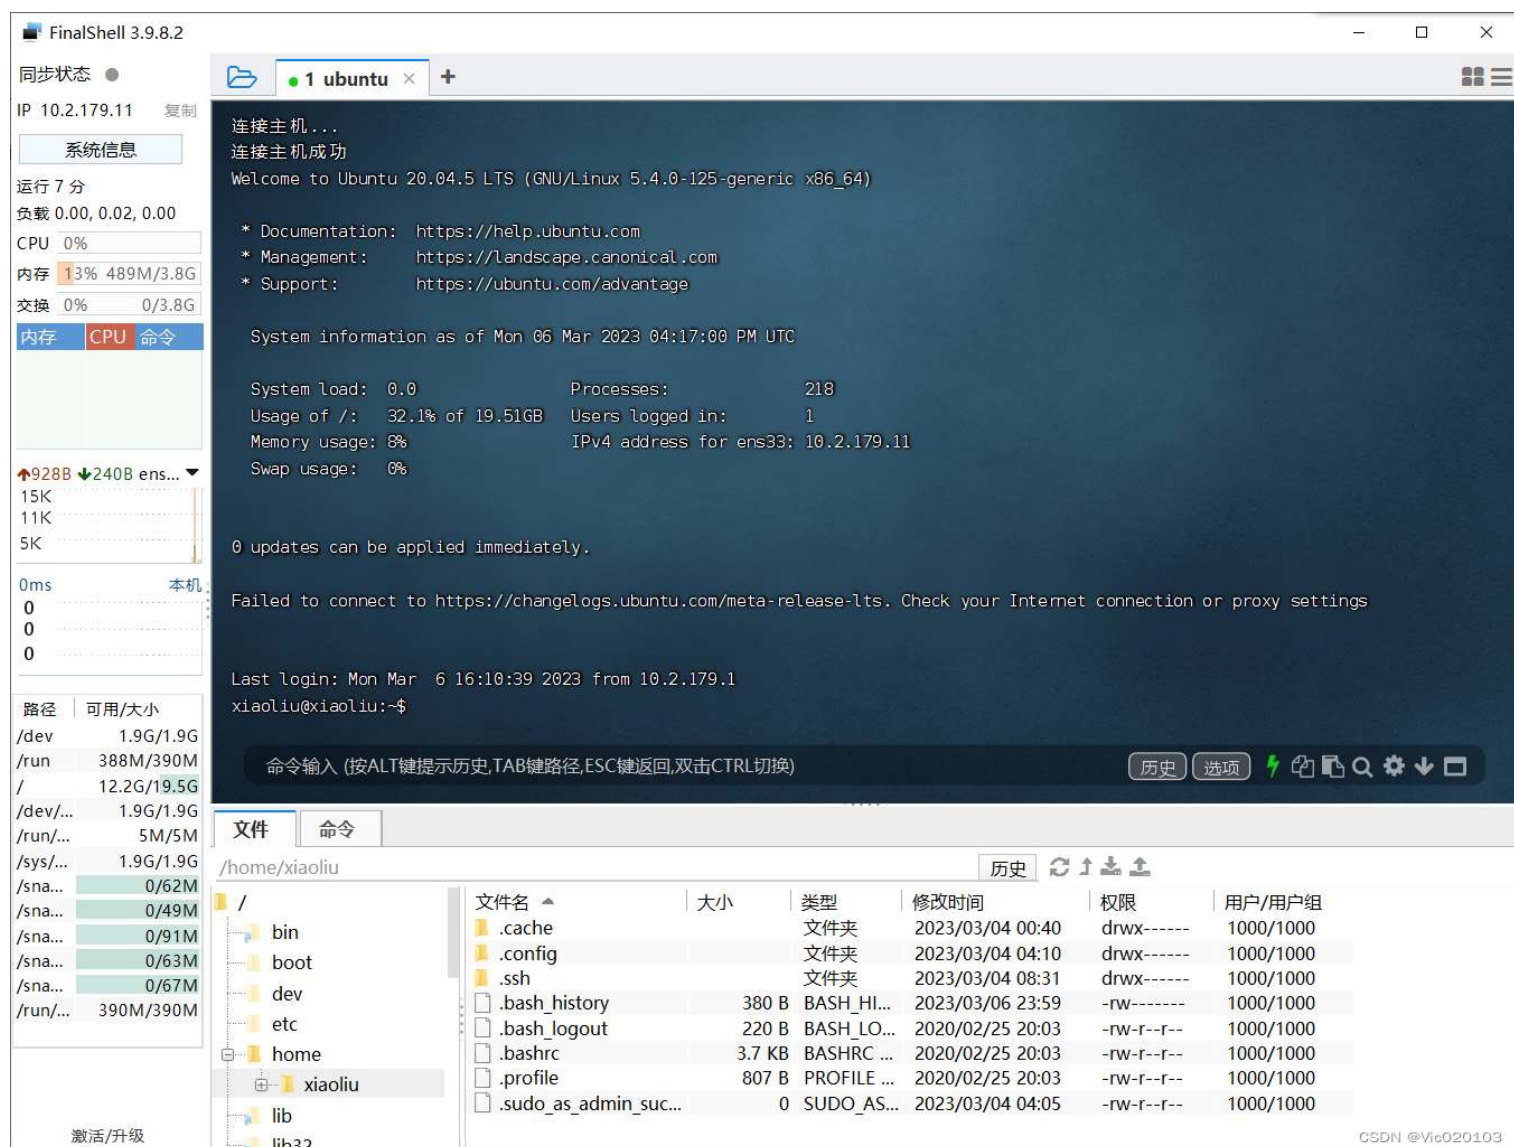 FinalShell 3.9.8.2
同步状态
IP 10.2.179.11 复制
系统信息
运行 7 分
负载 0.00, 0.02, 0.00
CPU 0%
内存 13% 489M/3.8G
交换 0% 0/3.8G
内存 CPU 命令
928B 240B ens...
15K
11K
5K
0ms 本机
0
0
0
路径 可用/大小
/dev 1.9G/1.9G
/run 388M/390M
/ 12.2G/19.5G
/dev/... 1.9G/1.9G
/run/... 5M/5M
/sys/... 1.9G/1.9G
/sna... 0/62M
/sna... 0/49M
/sna... 0/91M
/sna... 0/63M
/sna... 0/67M
/run/... 390M/390M
激活/升级
1 ubuntu × +
连接主机...
连接主机成功
Welcome to Ubuntu 20.04.5 LTS (GNU/Linux 5.4.0-125-generic x86_64)
* Documentation: https://help.ubuntu.com
* Management: https://landscape.canonical.com
* Support: https://ubuntu.com/advantage
System information as of Mon 06 Mar 2023 04:17:00 PM UTC
System load: 0.0 Processes: 218
Usage of /: 32.1% of 19.51GB Users logged in: 1
Memory usage: 8% IPv4 address for ens33: 10.2.179.11
Swap usage: 0%
0 updates can be applied immediately.
Failed to connect to https://changelogs.ubuntu.com/meta-release-lts. Check your Internet connection or proxy settings
Last login: Mon Mar 6 16:10:39 2023 from 10.2.179.1
xiaoliu@xiaoliu:~$
命令输入 (按ALT键提示历史,TAB键路径,ESC键返回,双击CTRL切换) 历史 选项
文件 命令
/home/xiaoliu 历史
/
bin
boot
dev
etc
home
xiaoliu
lib
lib32
文件名 大小 类型 修改时间 权限 用户/用户组
.cache 文件夹 2023/03/04 00:40 drwx------ 1000/1000
.config 文件夹 2023/03/04 04:10 drwx------ 1000/1000
.ssh 文件夹 2023/03/04 08:31 drwx------ 1000/1000
.bash_history 380 B BASH_HI... 2023/03/06 23:59 -rw------- 1000/1000
.bash_logout 220 B BASH_LO... 2020/02/25 20:03 -rw-r--r-- 1000/1000
.bashrc 3.7 KB BASHRC ... 2020/02/25 20:03 -rw-r--r-- 1000/1000
.profile 807 B PROFILE ... 2020/02/25 20:03 -rw-r--r-- 1000/1000
.sudo_as_admin_suc... 0 SUDO_AS... 2023/03/04 04:05 -rw-r--r-- 1000/1000
CSDN @Vic020103